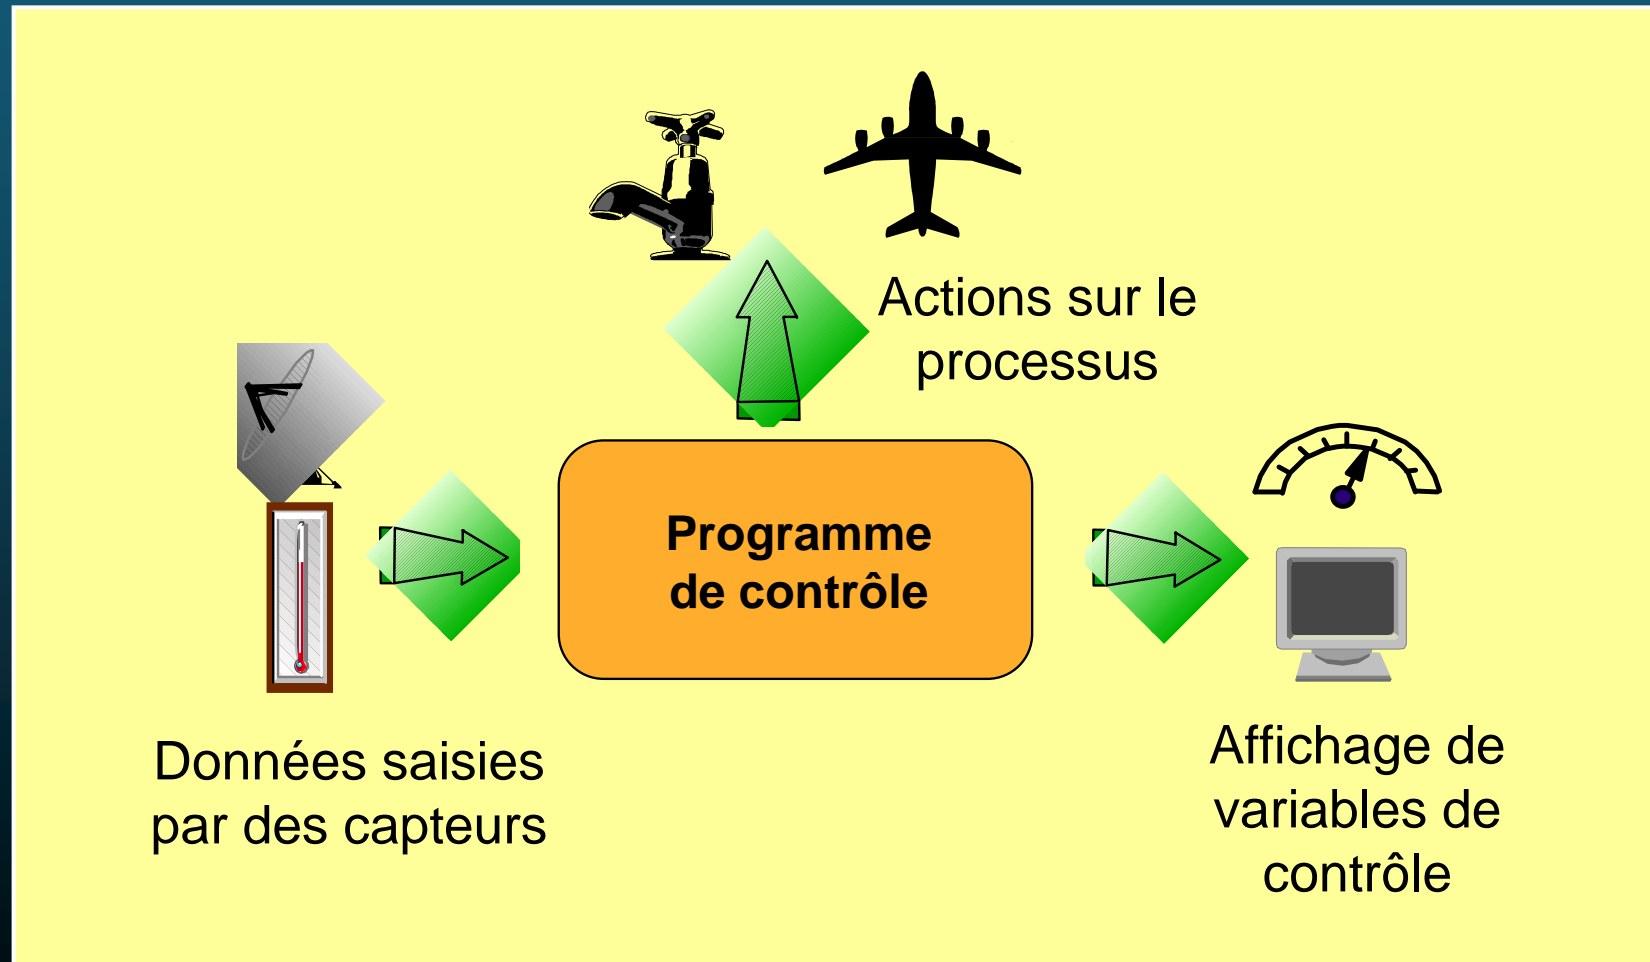 Actions sur le
processus
Programme
de contrôle
Données saisies
par des capteurs
Affichage de
variables de
contrôle